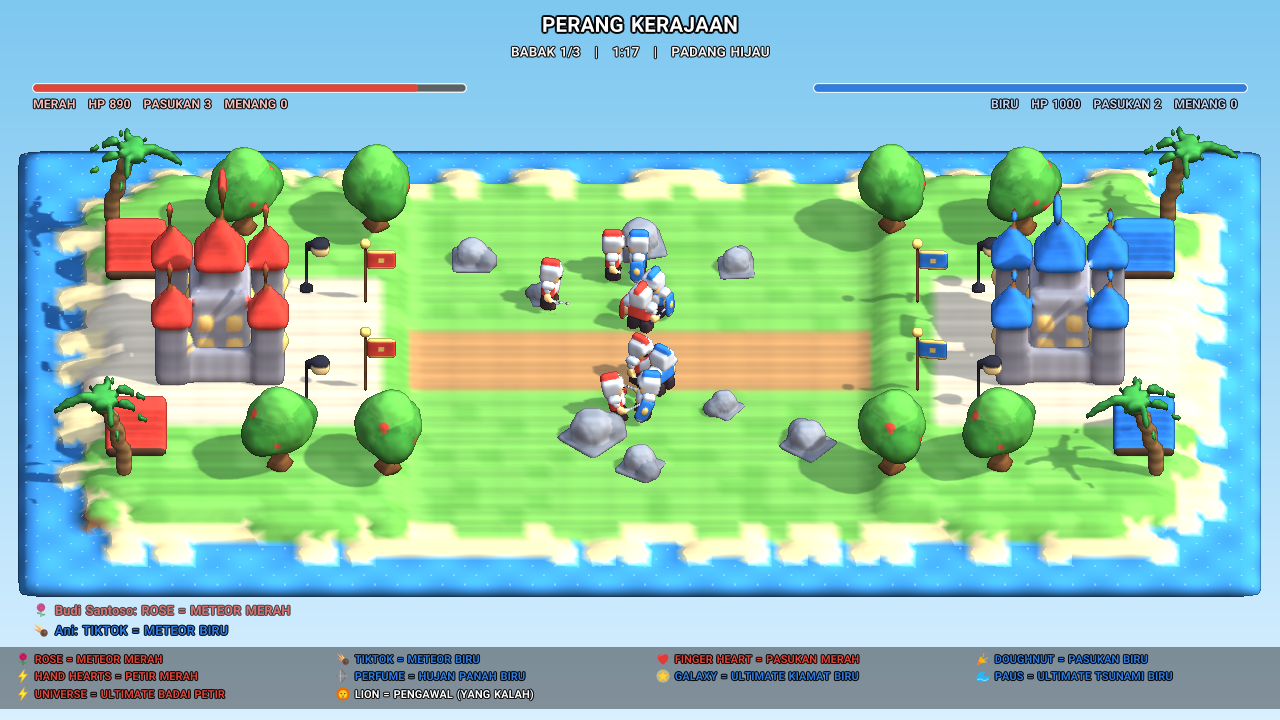 PERANG KERAJAAN
BABAK 1/3 | 1:17 | PADANG HIJAU
MERAH HP 890 PASUKAN 3 MENANG 0
BIRU HP 1000 PASUKAN 2 MENANG 0
Budi Santoso: ROSE = METEOR MERAH
Ani: TIKTOK = METEOR BIRU
ROSE = METEOR MERAH
TIKTOK = METEOR BIRU
FINGER HEART = PASUKAN MERAH
DOUGHNUT = PASUKAN BIRU
HAND HEARTS = PETIR MERAH
PERFUME = HUJAN PANAH BIRU
GALAXY = ULTIMATE KIAMAT BIRU
PAUS = ULTIMATE TSUNAMI BIRU
UNIVERSE = ULTIMATE BADAI PETIR
LION = PENGAWAL (YANG KALAH)